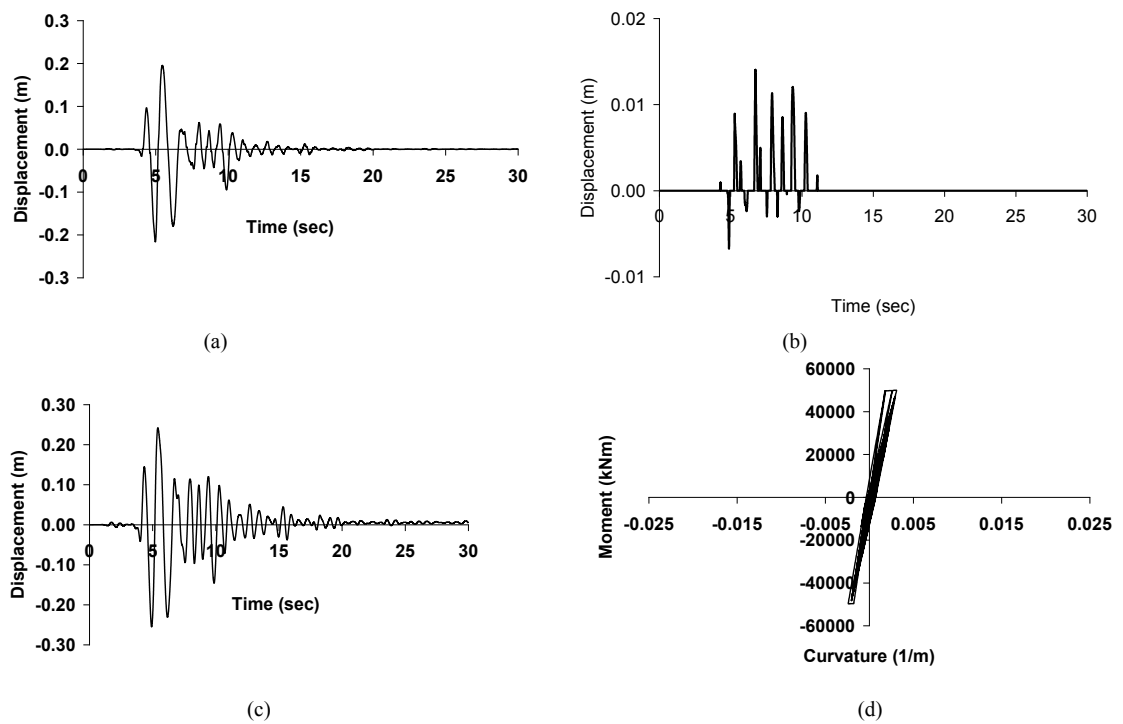 0.3
0.2
0.1
0.0
-0.1
-0.2
-0.3
Displacement (m)
0 5 10 15 20 25 30
Time (sec)
(a)
0.02
0.01
0.00
-0.01
Displacement (m)
0 5 10 15 20 25 30
Time (sec)
(b)
0.30
0.20
0.10
0.00
-0.10
-0.20
-0.30
Displacement (m)
0 5 10 15 20 25 30
Time (sec)
(c)
60000
40000
20000
0
-20000
-40000
-60000
Moment (kNm)
-0.025 -0.015 -0.005 0.005 0.015 0.025
Curvature (1/m)
(d)